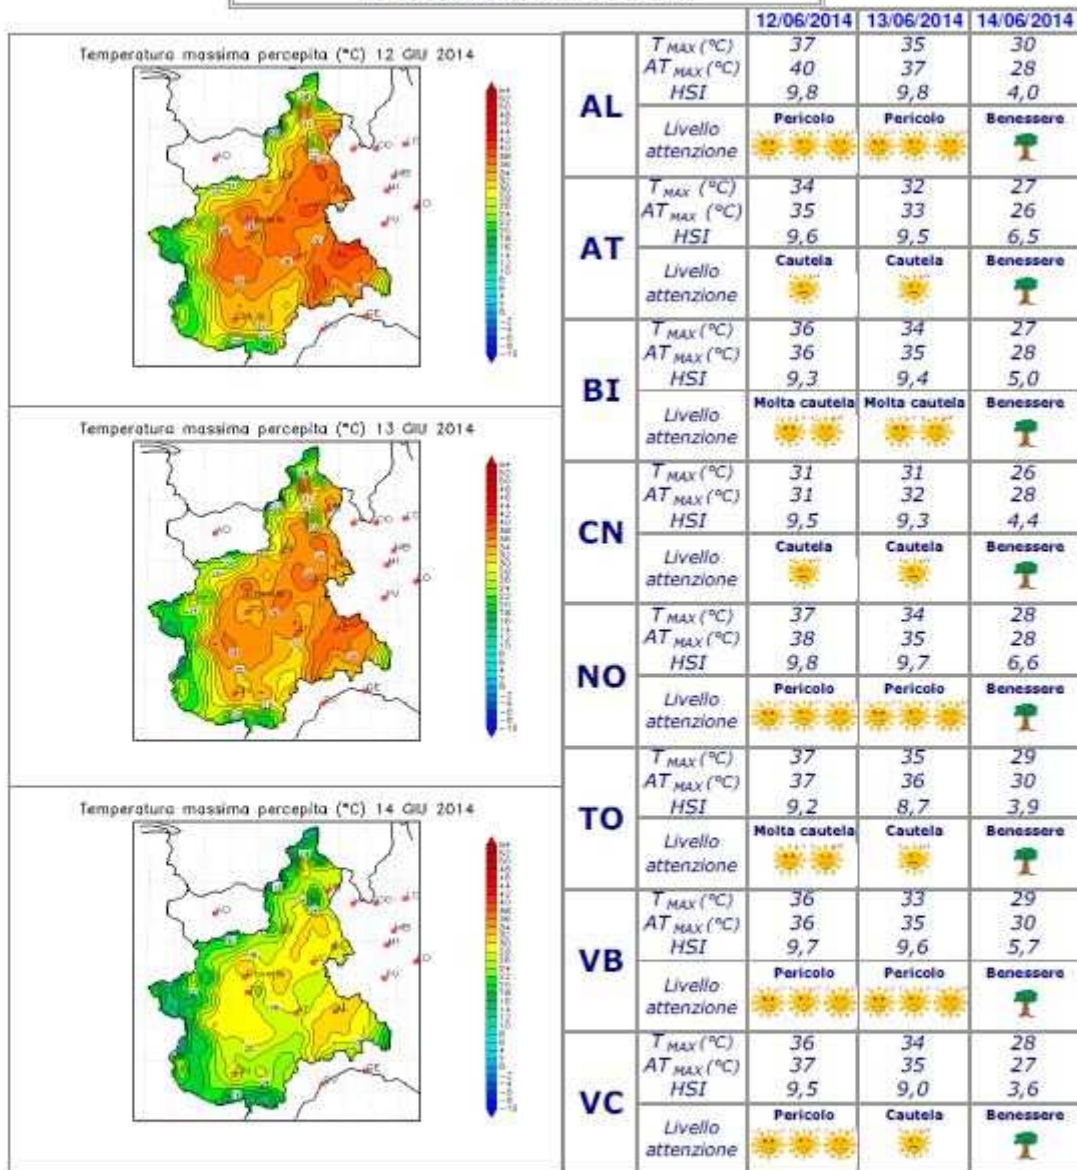 12/06/2014 13/06/2014 14/06/2014
Temperatura massima percepita (°C) 12 GIU 2014
Temperatura massima percepita (°C) 13 GIU 2014
Temperatura massima percepita (°C) 14 GIU 2014
AL
T MAX (°C) 37 35 30
AT MAX (°C) 40 37 28
HSI 9,8 9,8 4,0
Livello attenzione Pericolo Pericolo Benessere
AT
T MAX (°C) 34 32 27
AT MAX (°C) 35 33 26
HSI 9,6 9,5 6,5
Livello attenzione Cautela Cautela Benessere
BI
T MAX (°C) 36 34 27
AT MAX (°C) 36 35 28
HSI 9,3 9,4 5,0
Livello attenzione Molta cautela Molta cautela Benessere
CN
T MAX (°C) 31 31 26
AT MAX (°C) 31 32 28
HSI 9,5 9,3 4,4
Livello attenzione Cautela Cautela Benessere
NO
T MAX (°C) 37 34 28
AT MAX (°C) 38 35 28
HSI 9,8 9,7 6,6
Livello attenzione Pericolo Pericolo Benessere
TO
T MAX (°C) 37 35 29
AT MAX (°C) 37 36 30
HSI 9,2 8,7 3,9
Livello attenzione Molta cautela Cautela Benessere
VB
T MAX (°C) 36 33 29
AT MAX (°C) 36 35 30
HSI 9,7 9,6 5,7
Livello attenzione Pericolo Pericolo Benessere
VC
T MAX (°C) 36 34 28
AT MAX (°C) 37 35 27
HSI 9,5 9,0 3,6
Livello attenzione Pericolo Cautela Benessere